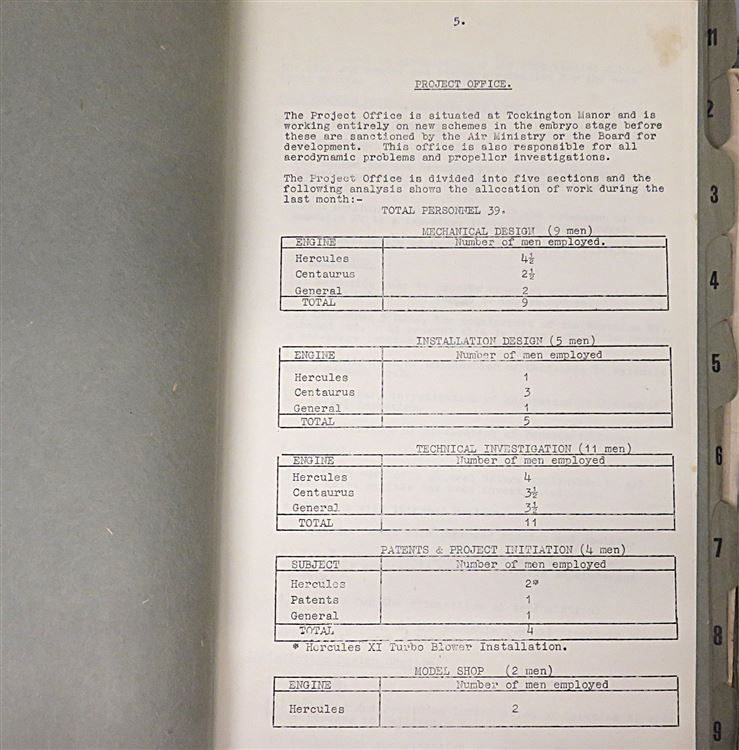 5.
PROJECT OFFICE.
The Project Office is situated at Tockington Manor and is
working entirely on new schemes in the embryo stage before
these are sanctioned by the Air Ministry or the Board for
development. This office is also responsible for all
aerodynamic problems and propellor investigations.
The Project Office is divided into five sections and the
following analysis shows the allocation of work during the
last month:-
TOTAL PERSONNEL 39.
MECHANICAL DESIGN (9 men)
ENGINE Number of men employed.
Hercules 4½
Centaurus 2½
General 2
TOTAL 9
INSTALLATION DESIGN (5 men)
ENGINE Number of men employed
Hercules 1
Centaurus 3
General 1
TOTAL 5
TECHNICAL INVESTIGATION (11 men)
ENGINE Number of men employed
Hercules 4
Centaurus 3½
General 3½
TOTAL 11
PATENTS & PROJECT INITIATION (4 men)
SUBJECT Number of men employed
Hercules 2*
Patents 1
General 1
TOTAL 4
* Hercules XI Turbo Blower Installation.
MODEL SHOP (2 men)
ENGINE Number of men employed
Hercules 2
11
2
3
4
5
6
7
8
9